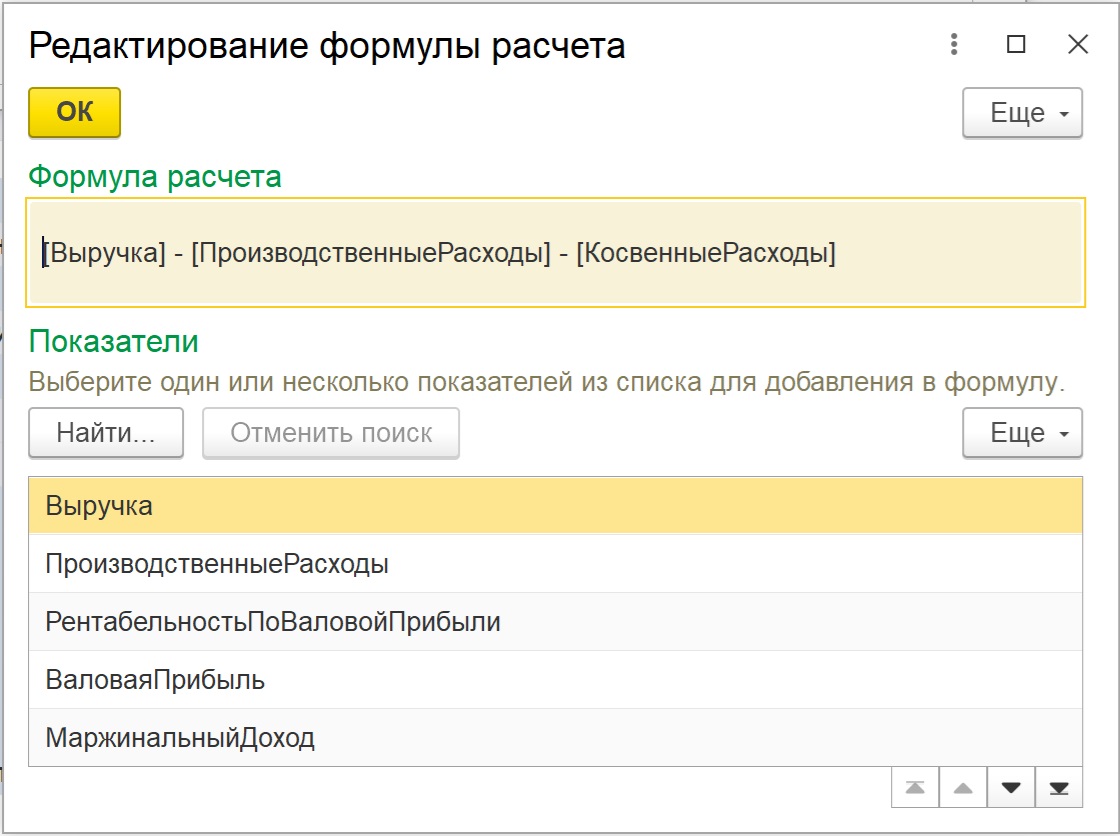 Редактирование формулы расчета
ОК
Еще
Формула расчета
[Выручка] - [ПроизводственныеРасходы] - [КосвенныеРасходы]
Показатели
Выберите один или несколько показателей из списка для добавления в формулу.
Найти...
Отменить поиск
Еще
Выручка
ПроизводственныеРасходы
РентабельностьПоВаловойПрибыли
ВаловаяПрибыль
МаржинальныйДоход